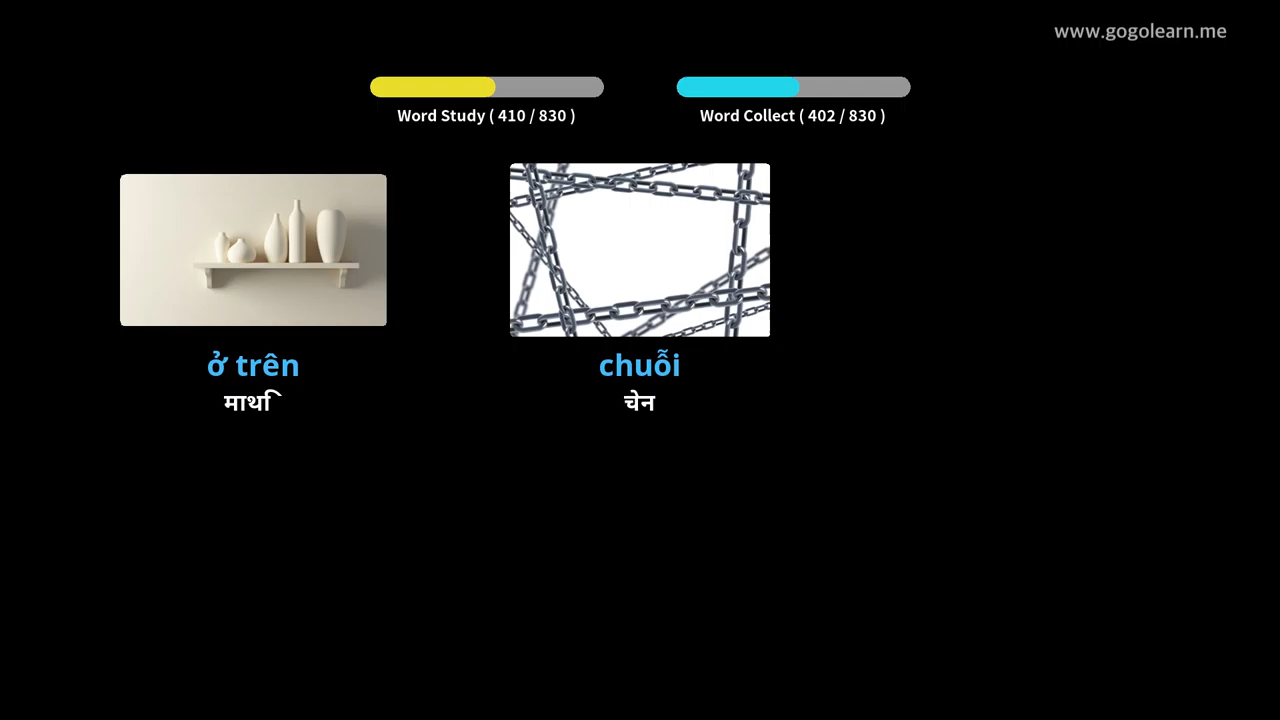 www.gogolearn.me
Word Study ( 410 / 830 )
Word Collect ( 402 / 830 )
ở trên
माथि
chuỗi
चेन